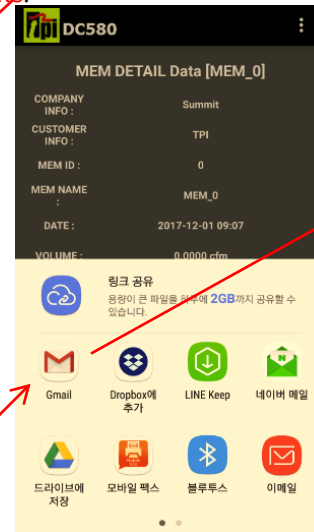 tpi DC580
MEM DETAIL Data [MEM_0]
COMPANY
INFO :
Summit
CUSTOMER
INFO :
TPI
MEM ID :
0
MEM NAME
:
MEM_0
DATE :
2017-12-01 09:07
VOLUME :
0.0000 cfm
링크 공유
용량이 큰 파일을 하루에 2GB까지 공유할 수
있습니다.
Gmail
Dropbox에
추가
LINE Keep
N
네이버 메일
드라이브에
저장
모바일 팩스
블루투스
이메일